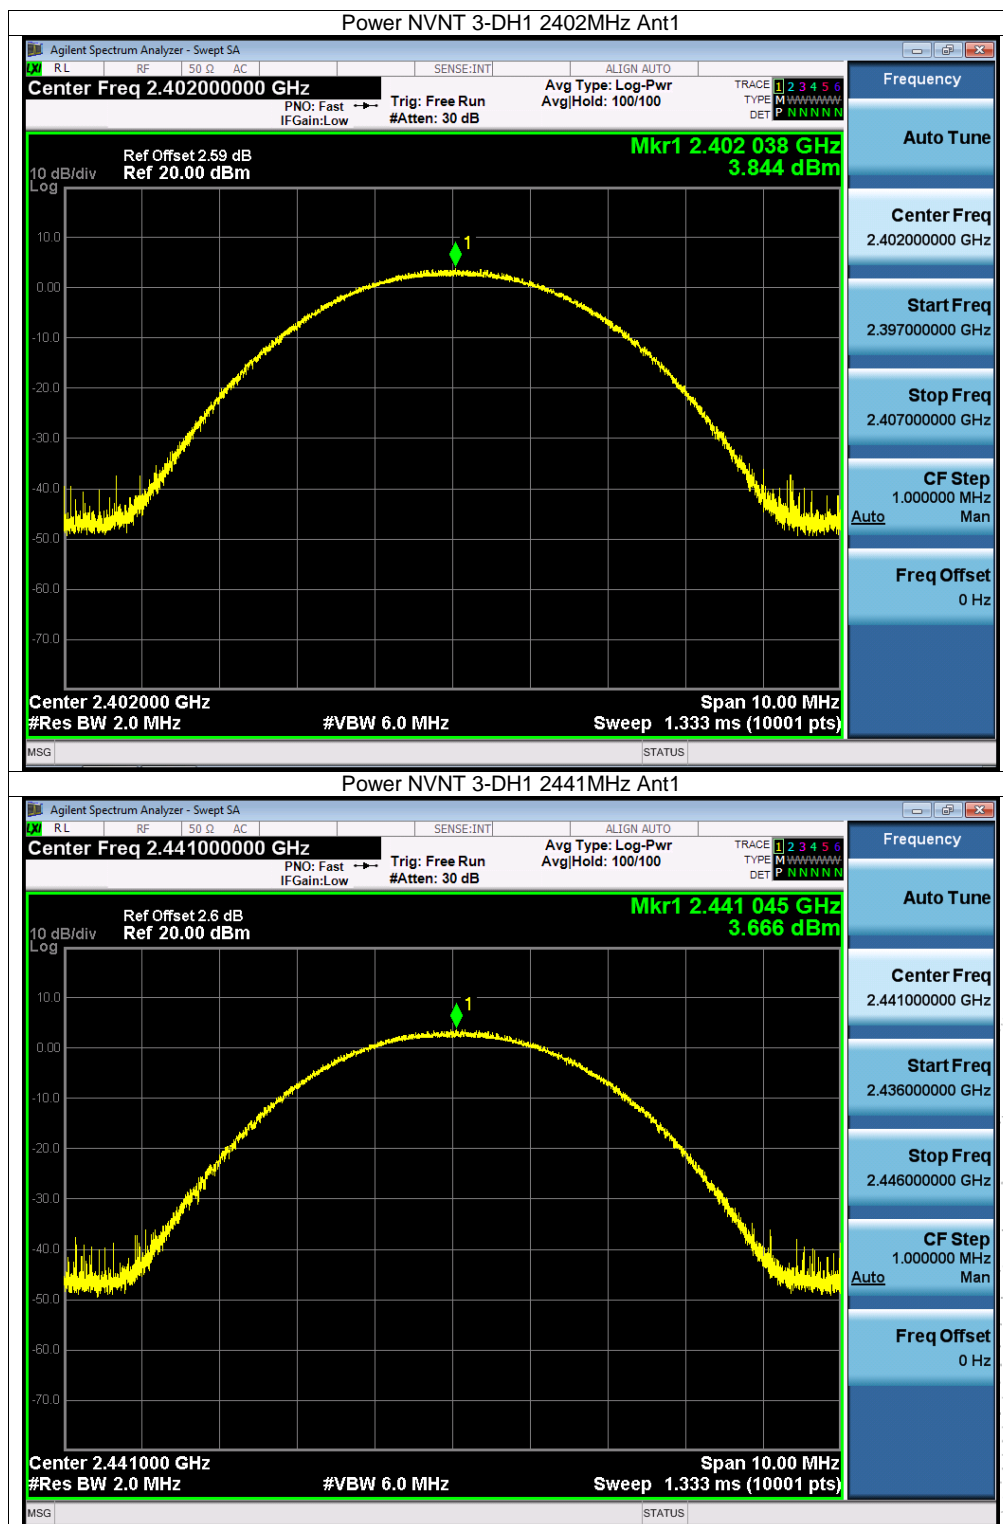 Power NVNT 3-DH1 2402MHz Ant1
Agilent Spectrum Analyzer - Swept SA
LXI RL RF 50 Ω AC SENSE:INT ALIGN AUTO
Center Freq 2.402000000 GHz
PNO: Fast
IFGain:Low
Trig: Free Run
#Atten: 30 dB
Avg Type: Log-Pwr
Avg|Hold: 100/100
TRACE 1 2 3 4 5 6
TYPE M W W W W W
DET P N N N N N
Ref Offset 2.59 dB
Ref 20.00 dBm
10 dB/div
Log
Mkr1 2.402 038 GHz
3.844 dBm
1
10.0
0.00
-10.0
-20.0
-30.0
-40.0
-50.0
-60.0
-70.0
Center 2.402000 GHz
Span 10.00 MHz
#Res BW 2.0 MHz
#VBW 6.0 MHz
Sweep 1.333 ms (10001 pts)
MSG
STATUS
Frequency
Auto Tune
Center Freq
2.402000000 GHz
Start Freq
2.397000000 GHz
Stop Freq
2.407000000 GHz
CF Step
1.000000 MHz
Auto Man
Freq Offset
0 Hz
Power NVNT 3-DH1 2441MHz Ant1
Agilent Spectrum Analyzer - Swept SA
LXI RL RF 50 Ω AC SENSE:INT ALIGN AUTO
Center Freq 2.441000000 GHz
PNO: Fast
IFGain:Low
Trig: Free Run
#Atten: 30 dB
Avg Type: Log-Pwr
Avg|Hold: 100/100
TRACE 1 2 3 4 5 6
TYPE M W W W W W
DET P N N N N N
Ref Offset 2.6 dB
Ref 20.00 dBm
10 dB/div
Log
Mkr1 2.441 045 GHz
3.666 dBm
1
10.0
0.00
-10.0
-20.0
-30.0
-40.0
-50.0
-60.0
-70.0
Center 2.441000 GHz
Span 10.00 MHz
#Res BW 2.0 MHz
#VBW 6.0 MHz
Sweep 1.333 ms (10001 pts)
MSG
STATUS
Frequency
Auto Tune
Center Freq
2.441000000 GHz
Start Freq
2.436000000 GHz
Stop Freq
2.446000000 GHz
CF Step
1.000000 MHz
Auto Man
Freq Offset
0 Hz